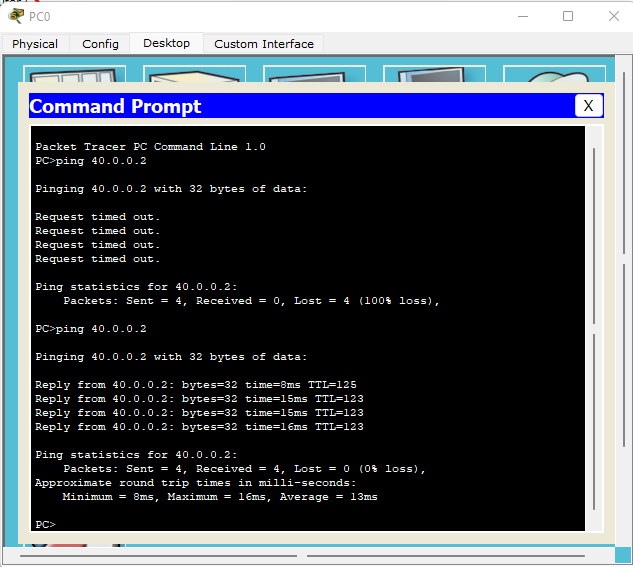 PC0
Physical Config Desktop Custom Interface
Command Prompt X
Packet Tracer PC Command Line 1.0
PC>ping 40.0.0.2
Pinging 40.0.0.2 with 32 bytes of data:
Request timed out.
Request timed out.
Request timed out.
Request timed out.
Ping statistics for 40.0.0.2:
Packets: Sent = 4, Received = 0, Lost = 4 (100% loss),
PC>ping 40.0.0.2
Pinging 40.0.0.2 with 32 bytes of data:
Reply from 40.0.0.2: bytes=32 time=8ms TTL=125
Reply from 40.0.0.2: bytes=32 time=15ms TTL=123
Reply from 40.0.0.2: bytes=32 time=15ms TTL=123
Reply from 40.0.0.2: bytes=32 time=16ms TTL=123
Ping statistics for 40.0.0.2:
Packets: Sent = 4, Received = 4, Lost = 0 (0% loss),
Approximate round trip times in milli-seconds:
Minimum = 8ms, Maximum = 16ms, Average = 13ms
PC>